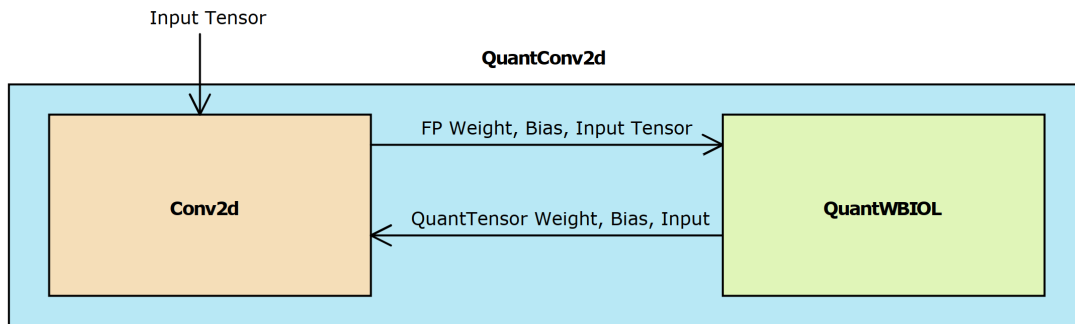 Input Tensor
QuantConv2d
FP Weight, Bias, Input Tensor
Conv2d
QuantWBIOL
QuantTensor Weight, Bias, Input